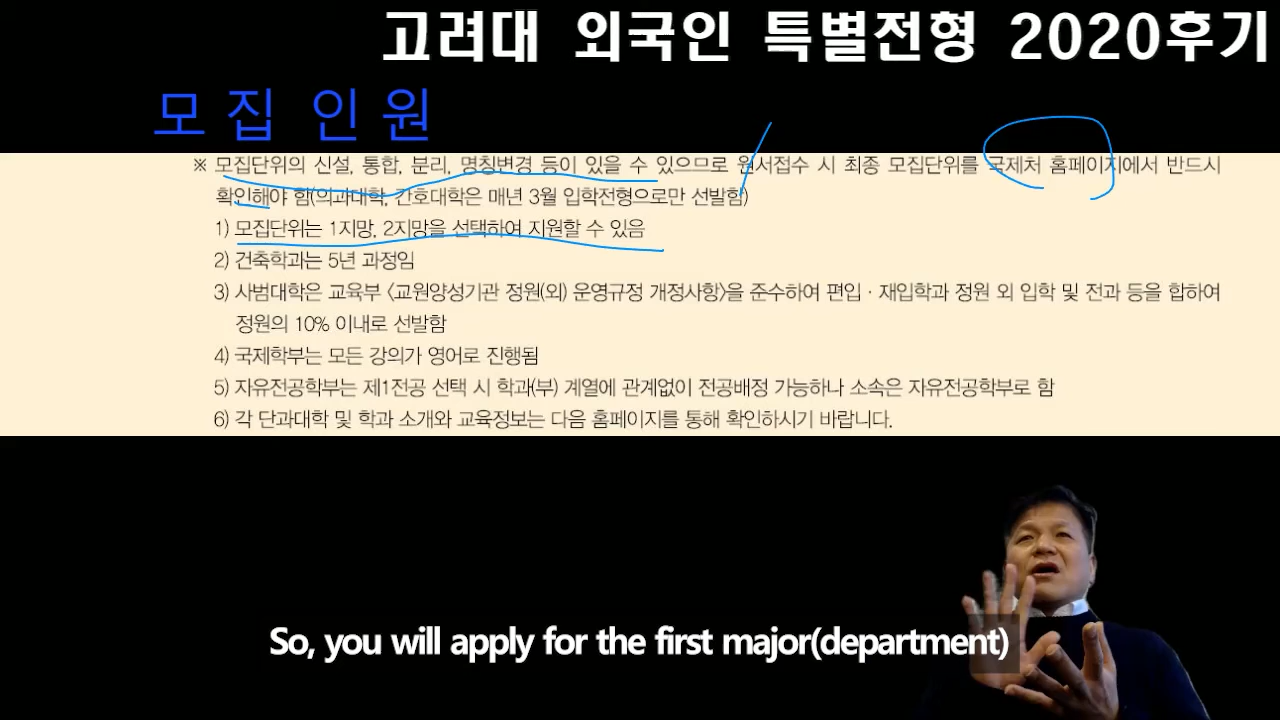 고려대 외국인 특별전형 2020후기
모집 인원
※ 모집단위의 신설, 통합, 분리, 명칭변경 등이 있을 수 있으므로 원서접수 시 최종 모집단위를 국제처 홈페이지에서 반드시
확인해야 함(의과대학, 간호대학은 매년 3월 입학전형으로만 선발함)
1) 모집단위는 1지망, 2지망을 선택하여 지원할 수 있음
2) 건축학과는 5년 과정임
3) 사범대학은 교육부 〈교원양성기관 정원(외) 운영규정 개정사항〉을 준수하여 편입 · 재입학과 정원 외 입학 및 전과 등을 합하여
정원의 10% 이내로 선발함
4) 국제학부는 모든 강의가 영어로 진행됨
5) 자유전공학부는 제1전공 선택 시 학과(부) 계열에 관계없이 전공배정 가능하나 소속은 자유전공학부로 함
6) 각 단과대학 및 학과 소개와 교육정보는 다음 홈페이지를 통해 확인하시기 바랍니다.
So, you will apply for the first major(department)